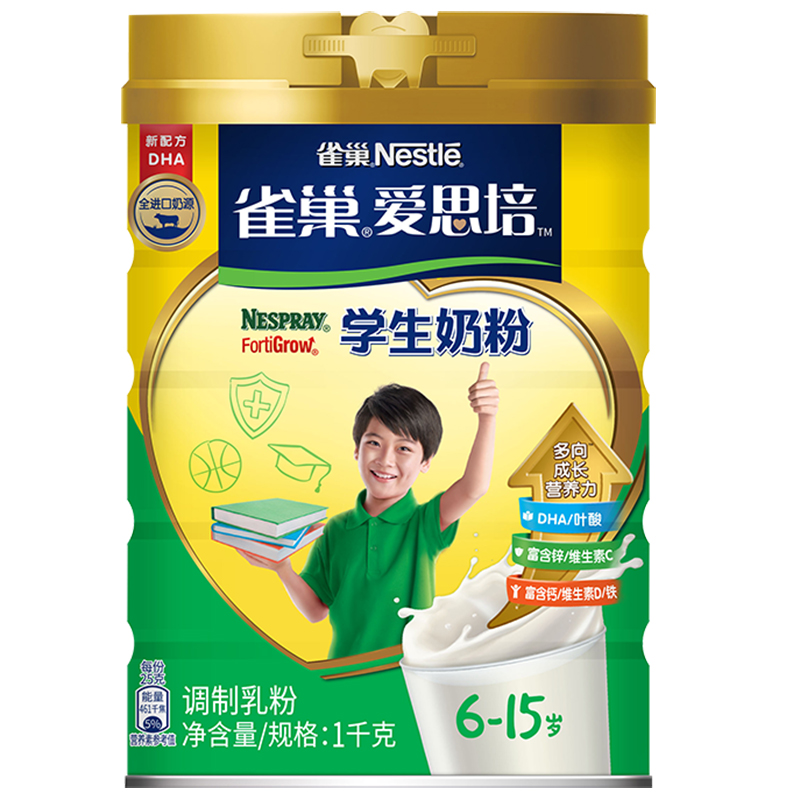 新配方
DHA
全进口奶源
雀巢 Nestlé®
雀巢® 爱思培™
NESPRAY®
FortiGrow®
学生奶粉
多向
成长
营养力
DHA/叶酸
富含锌/维生素C
富含钙/维生素D/铁
每份
25克
能量
461千焦
5%
营养素参考值
调制乳粉
净含量/规格:1千克
6-15岁